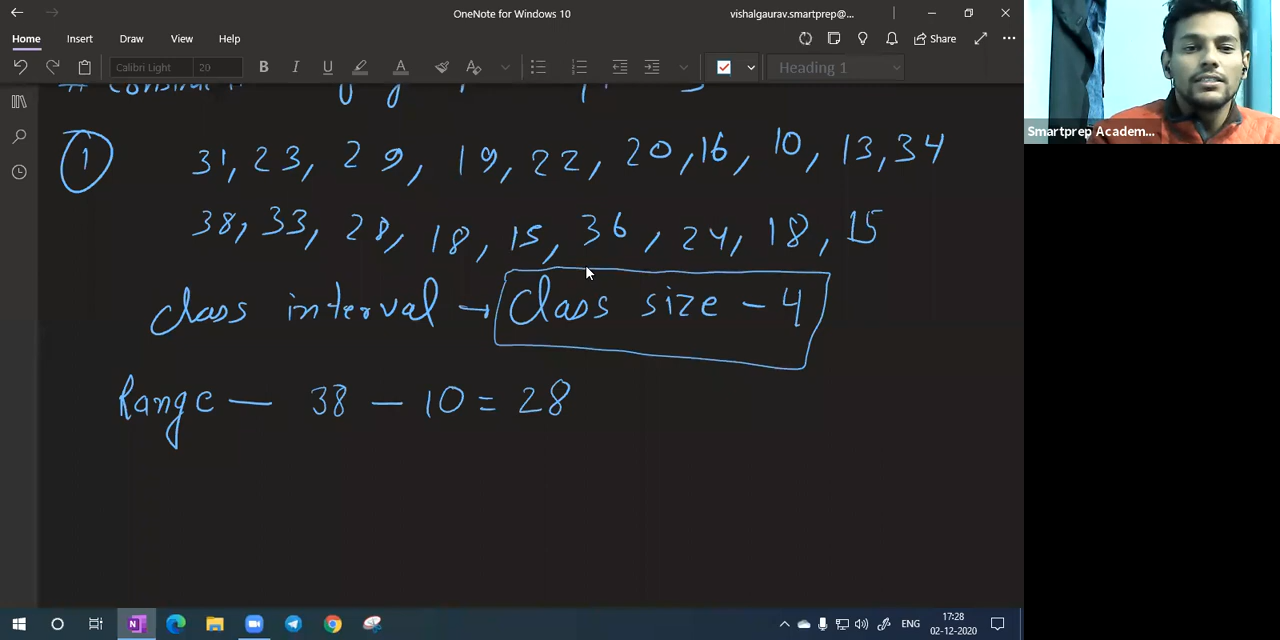 OneNote for Windows 10
vishalgaurav.smartprep@...
Home Insert Draw View Help
Share
Calibri Light 20 B I U A Heading 1
1 31, 23, 29, 19, 22, 20, 16, 10, 13, 34
38, 33, 28, 18, 15, 36, 24, 18, 15
class interval → Class size - 4
Range — 38 - 10 = 28
Smartprep Academ...
ENG
17:28
02-12-2020